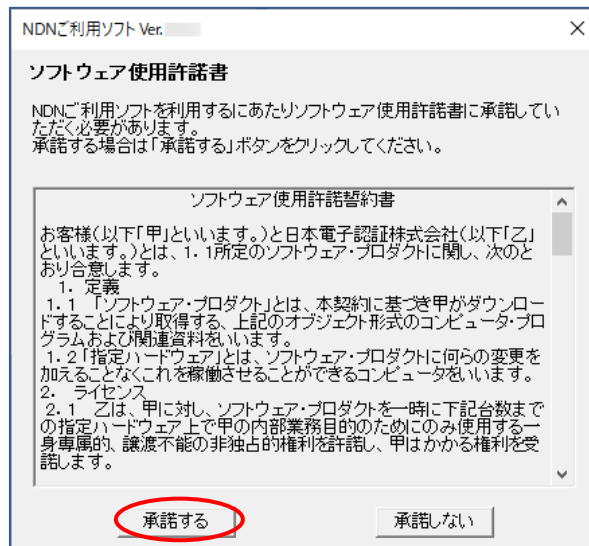 NDNご利用ソフト Ver.
ソフトウェア使用許諾書
NDNご利用ソフトを利用するにあたりソフトウェア使用許諾書に承諾してい
ただく必要があります。
承諾する場合は「承諾する」ボタンをクリックしてください。
ソフトウェア使用許諾誓約書
お客様(以下「甲」といいます。)と日本電子認証株式会社(以下「乙」
といいます。)とは、1. 1所定のソフトウェア・プロダクトに関し、次のと
おり合意します。
1. 定義
1. 1 「ソフトウェア・プロダクト」とは、本契約に基づき甲がダウンロー
ドすることにより取得する、上記のオブジェクト形式のコンピュータ・プロ
グラムおよび関連資料をいいます。
1. 2「指定ハードウェア」とは、ソフトウェア・プロダクトに何らの変更を
加えることなくこれを稼働させることができるコンピュータをいいます。
2. ライセンス
2. 1 乙は、甲に対し、ソフトウェア・プロダクトを一時に下記台数まで
の指定ハードウェア上で甲の内部業務目的のためにのみ使用する一
身専属的、譲渡不能の非独占的権利を許諾し、甲はかかる権利を受
諾します。
承諾する
承諾しない